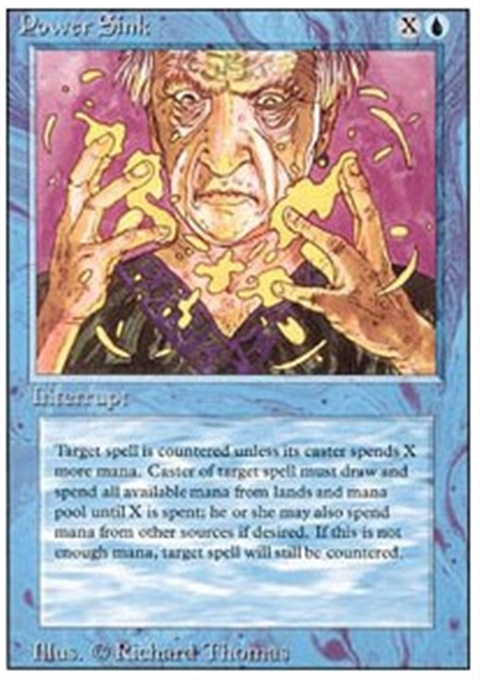 Power Sink
X
Interrupt
Target spell is countered unless its caster spends X
more mana. Caster of target spell must draw and
spend all available mana from lands and mana
pool until X is spent; he or she may also spend
mana from other sources if desired. If this is not
enough mana, target spell will still be countered.
Illus. © Richard Thomas